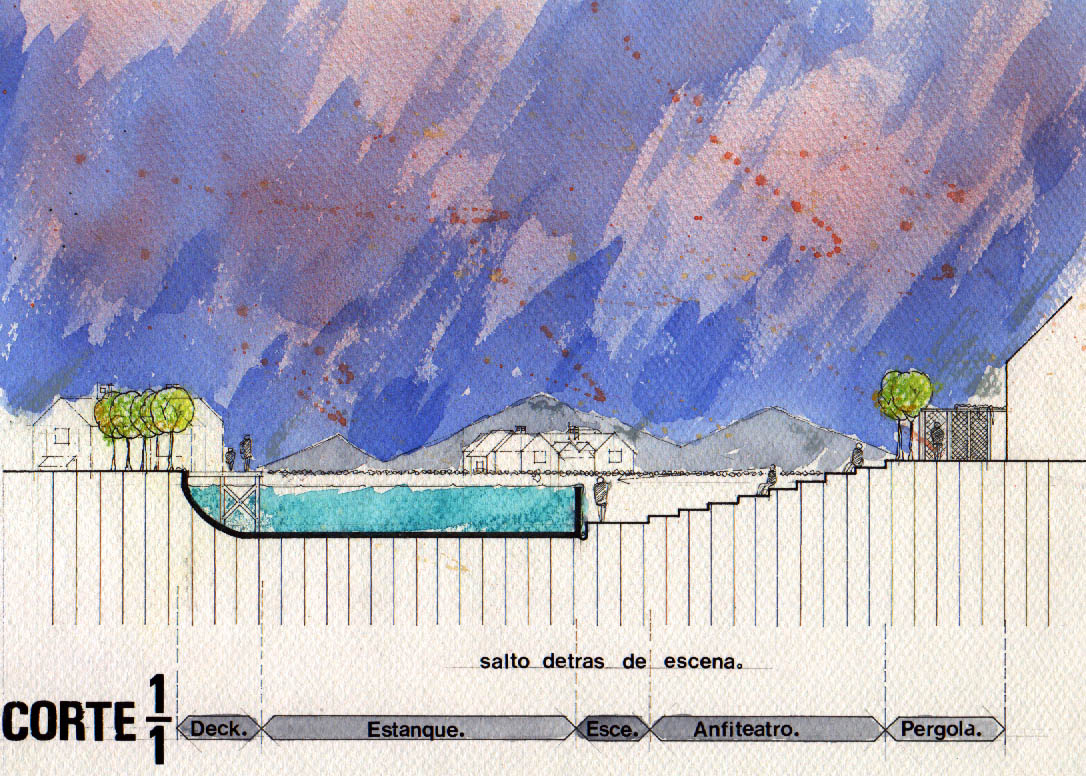 salto detras de escena.
CORTE 1/1
Deck. Estanque. Esce. Anfiteatro. Pergola.